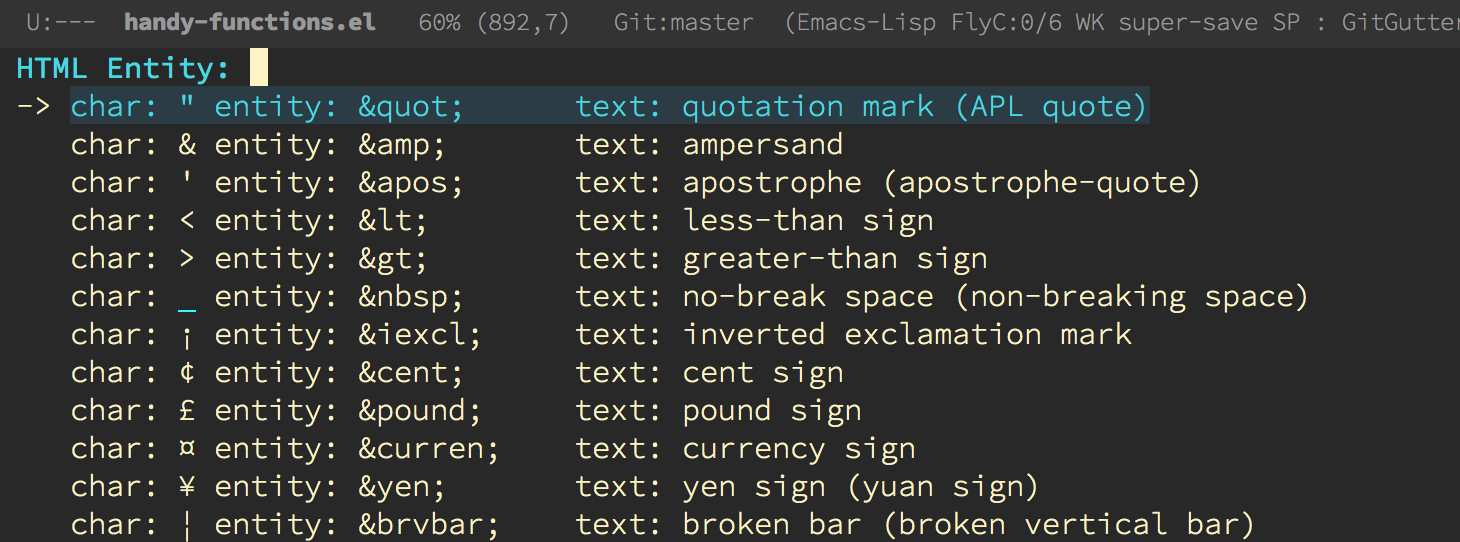 U:--- handy-functions.el 60% (892,7) Git:master (Emacs-Lisp FlyC:0/6 WK super-save SP : GitGutter
HTML Entity:
-> char: " entity: &quot; text: quotation mark (APL quote)
char: & entity: &amp; text: ampersand
char: ' entity: &apos; text: apostrophe (apostrophe-quote)
char: < entity: &lt; text: less-than sign
char: > entity: &gt; text: greater-than sign
char: _ entity: &nbsp; text: no-break space (non-breaking space)
char: ¡ entity: &iexcl; text: inverted exclamation mark
char: ¢ entity: &cent; text: cent sign
char: £ entity: &pound; text: pound sign
char: ¤ entity: &curren; text: currency sign
char: ¥ entity: &yen; text: yen sign (yuan sign)
char: ¦ entity: &brvbar; text: broken bar (broken vertical bar)